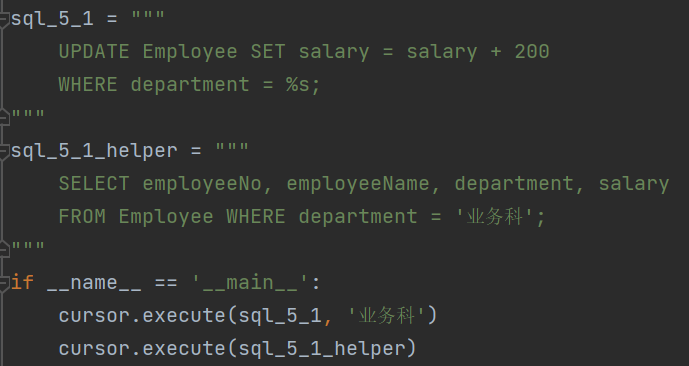 sql_5_1 = """
    UPDATE Employee SET salary = salary + 200
    WHERE department = %s;
"""
sql_5_1_helper = """
    SELECT employeeNo, employeeName, department, salary
    FROM Employee WHERE department = '业务科';
"""
if __name__ == '__main__':
    cursor.execute(sql_5_1, '业务科')
    cursor.execute(sql_5_1_helper)